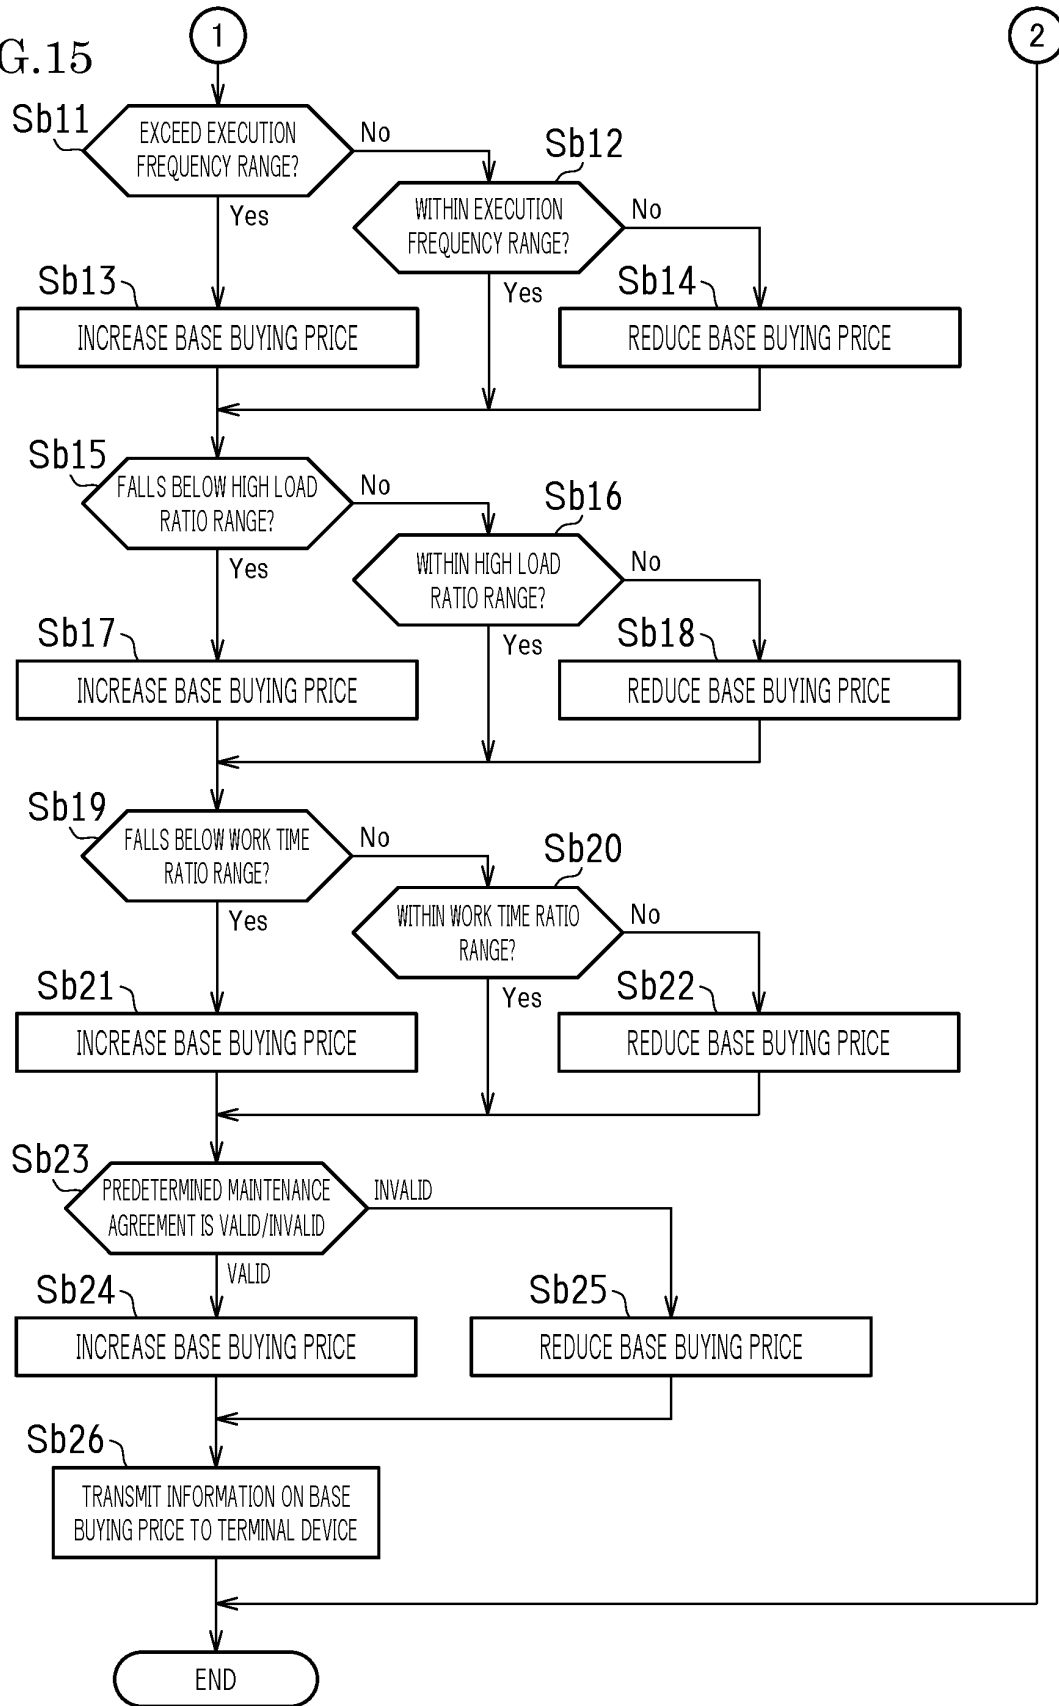 G.15
1
2
Sb11
EXCEED EXECUTION
FREQUENCY RANGE?
No
Yes
Sb12
WITHIN EXECUTION
FREQUENCY RANGE?
No
Yes
Sb13
INCREASE BASE BUYING PRICE
Sb14
REDUCE BASE BUYING PRICE
Sb15
FALLS BELOW HIGH LOAD
RATIO RANGE?
No
Yes
Sb16
WITHIN HIGH LOAD
RATIO RANGE?
No
Yes
Sb17
INCREASE BASE BUYING PRICE
Sb18
REDUCE BASE BUYING PRICE
Sb19
FALLS BELOW WORK TIME
RATIO RANGE?
No
Yes
Sb20
WITHIN WORK TIME RATIO
RANGE?
No
Yes
Sb21
INCREASE BASE BUYING PRICE
Sb22
REDUCE BASE BUYING PRICE
Sb23
PREDETERMINED MAINTENANCE
AGREEMENT IS VALID/INVALID
INVALID
VALID
Sb24
INCREASE BASE BUYING PRICE
Sb25
REDUCE BASE BUYING PRICE
Sb26
TRANSMIT INFORMATION ON BASE
BUYING PRICE TO TERMINAL DEVICE
END